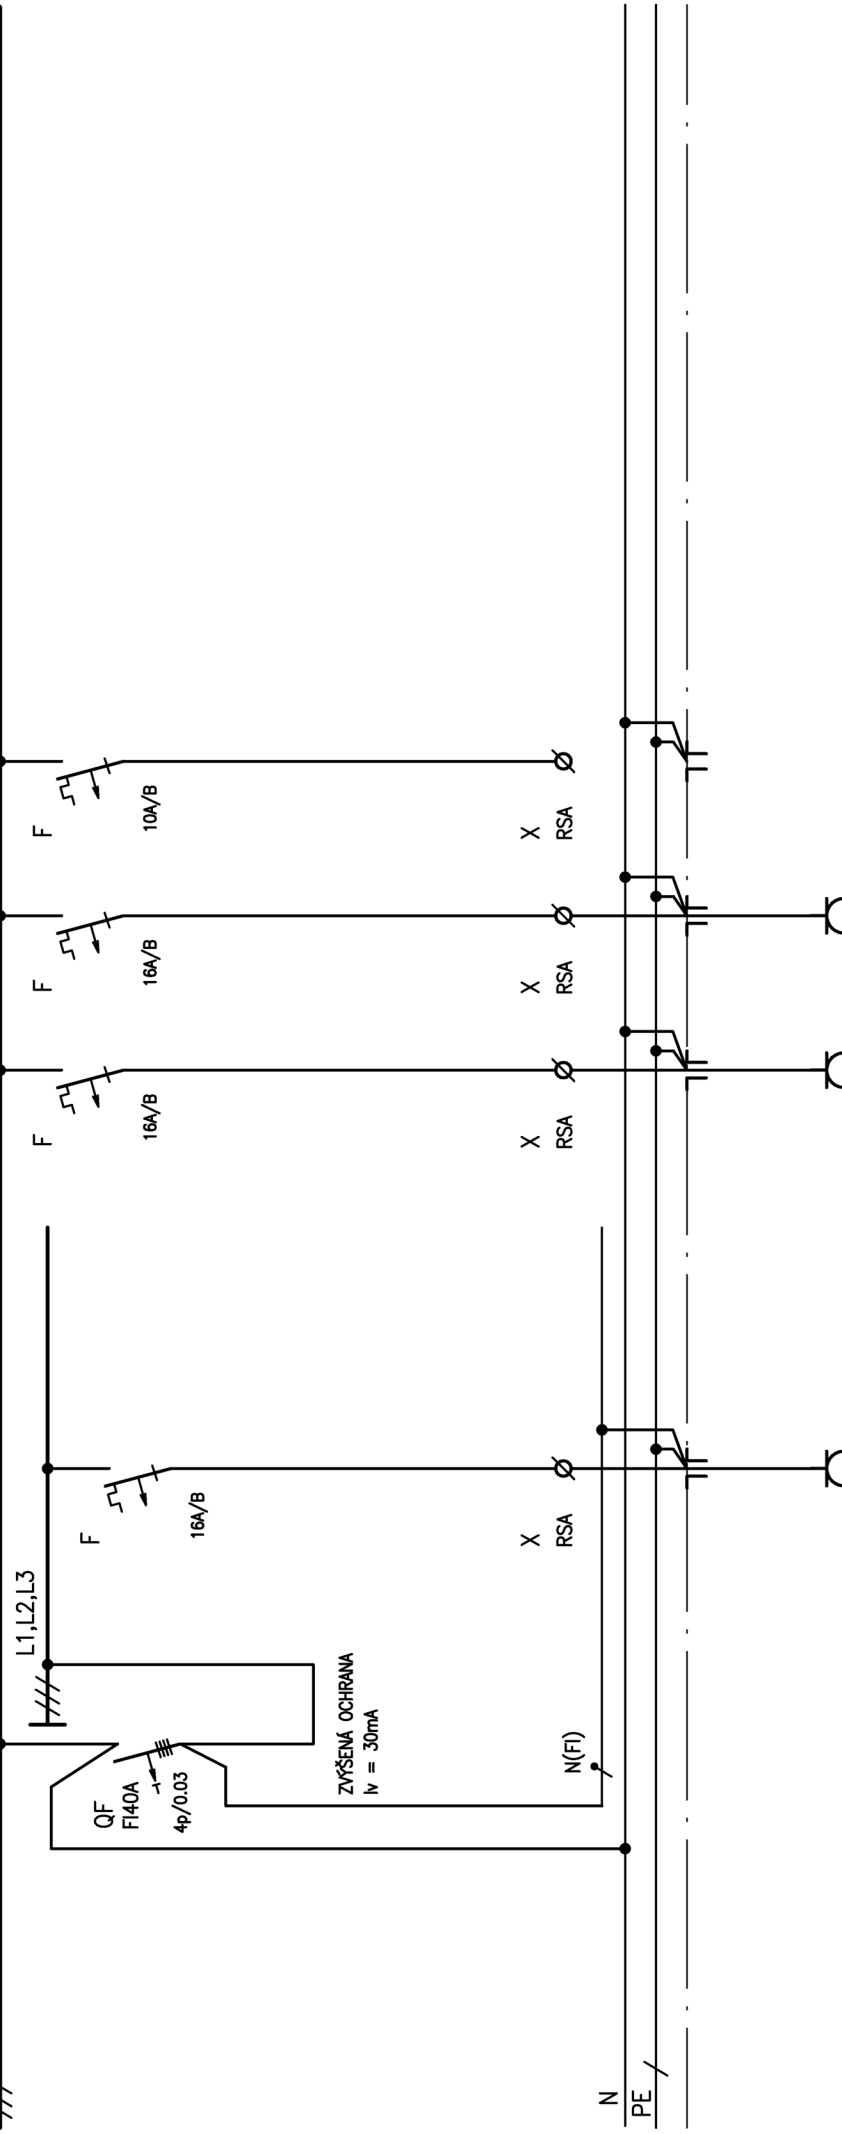 L1,L2,L3
QF
FI40A
4p/0.03
ZVÝŠENÁ OCHRANA
Iv = 30mA
N(FI)
N
PE
F
16A/B
X
RSA
F
16A/B
X
RSA
F
16A/B
X
RSA
F
10A/B
X
RSA